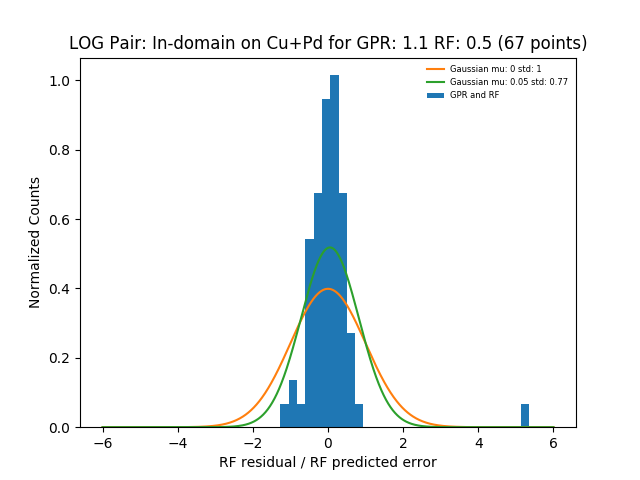 LOG Pair: In-domain on Cu+Pd for GPR: 1.1 RF: 0.5 (67 points)
Gaussian mu: 0 std: 1
Gaussian mu: 0.05 std: 0.77
GPR and RF
Normalized Counts
1.0
0.8
0.6
0.4
0.2
0.0
−6 −4 −2 0 2 4 6
RF residual / RF predicted error